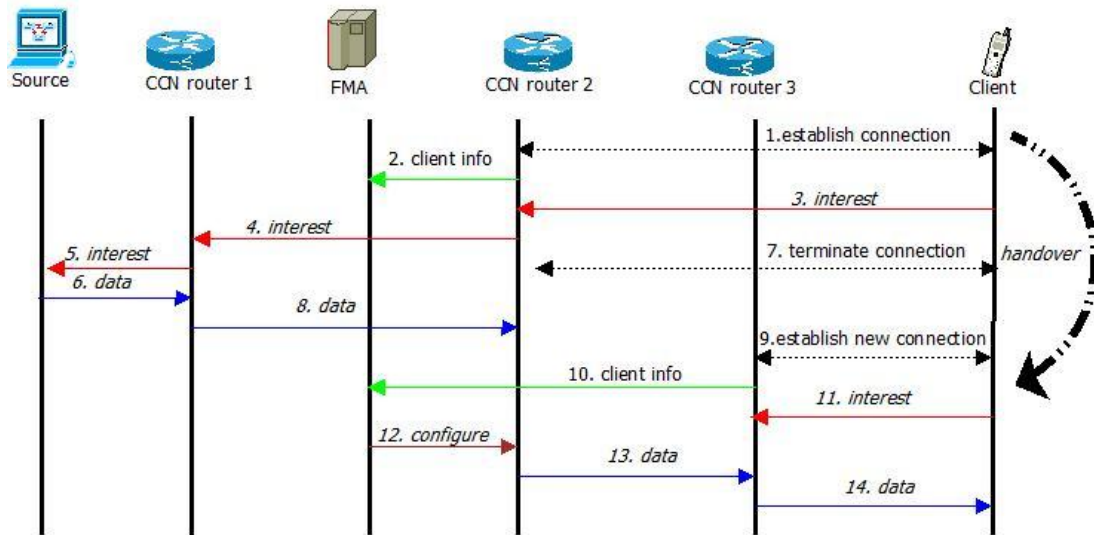 Source
CCN router 1
FMA
CCN router 2
CCN router 3
Client
1.establish connection
2. client info
3. interest
4. interest
5. interest
6. data
7. terminate connection
handover
8. data
9.establish new connection
10. client info
11. interest
12. configure
13. data
14. data